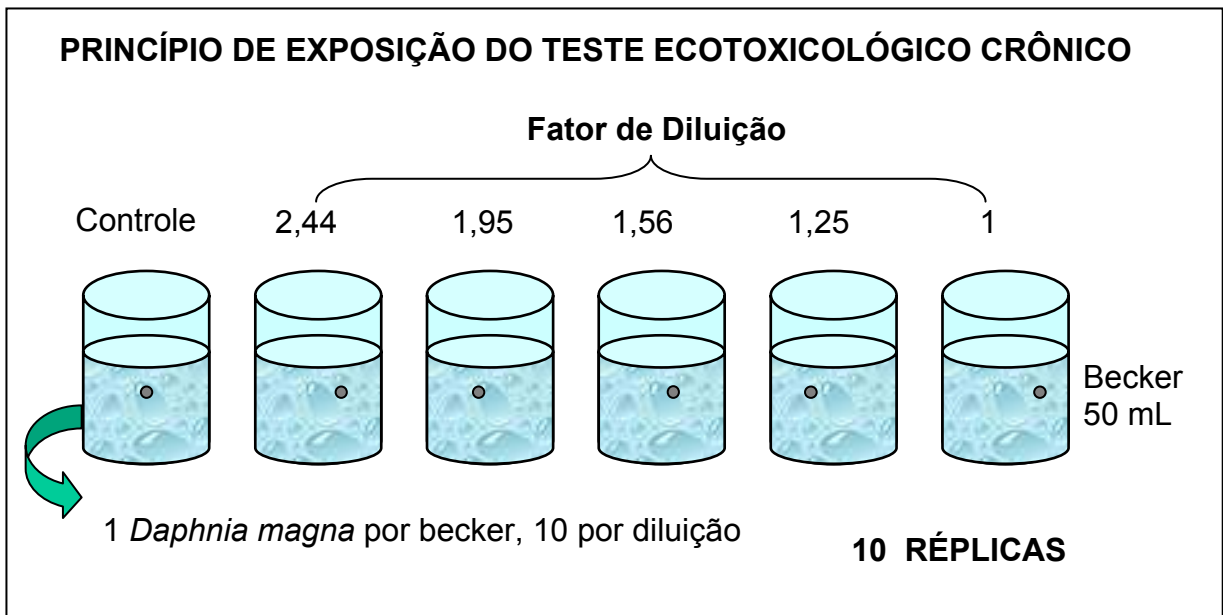 PRINCÍPIO DE EXPOSIÇÃO DO TESTE ECOTOXICOLÓGICO CRÔNICO
Fator de Diluição
Controle 2,44 1,95 1,56 1,25 1
Becker
50 mL
1 Daphnia magna por becker, 10 por diluição
10 RÉPLICAS